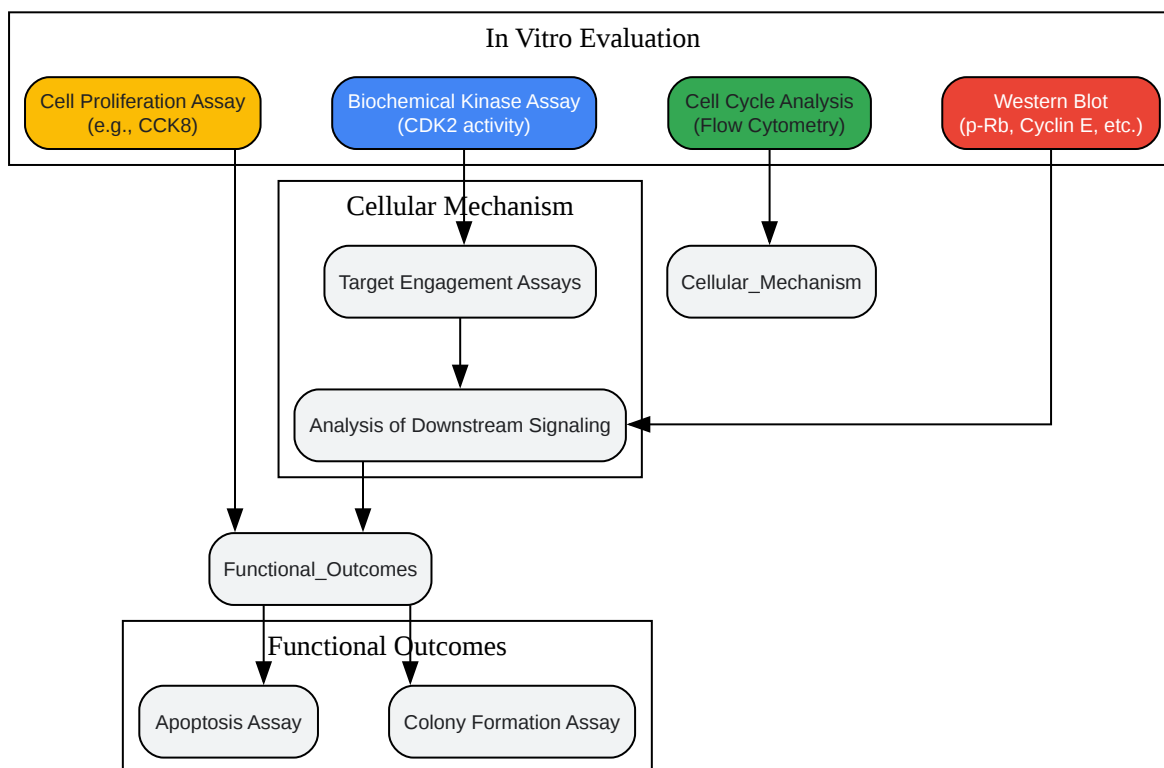 In Vitro Evaluation
Cell Proliferation Assay
(e.g., CCK8)
Biochemical Kinase Assay
(CDK2 activity)
Cell Cycle Analysis
(Flow Cytometry)
Western Blot
(p-Rb, Cyclin E, etc.)
Cellular Mechanism
Target Engagement Assays
Cellular_Mechanism
Analysis of Downstream Signaling
Functional_Outcomes
Functional Outcomes
Apoptosis Assay
Colony Formation Assay